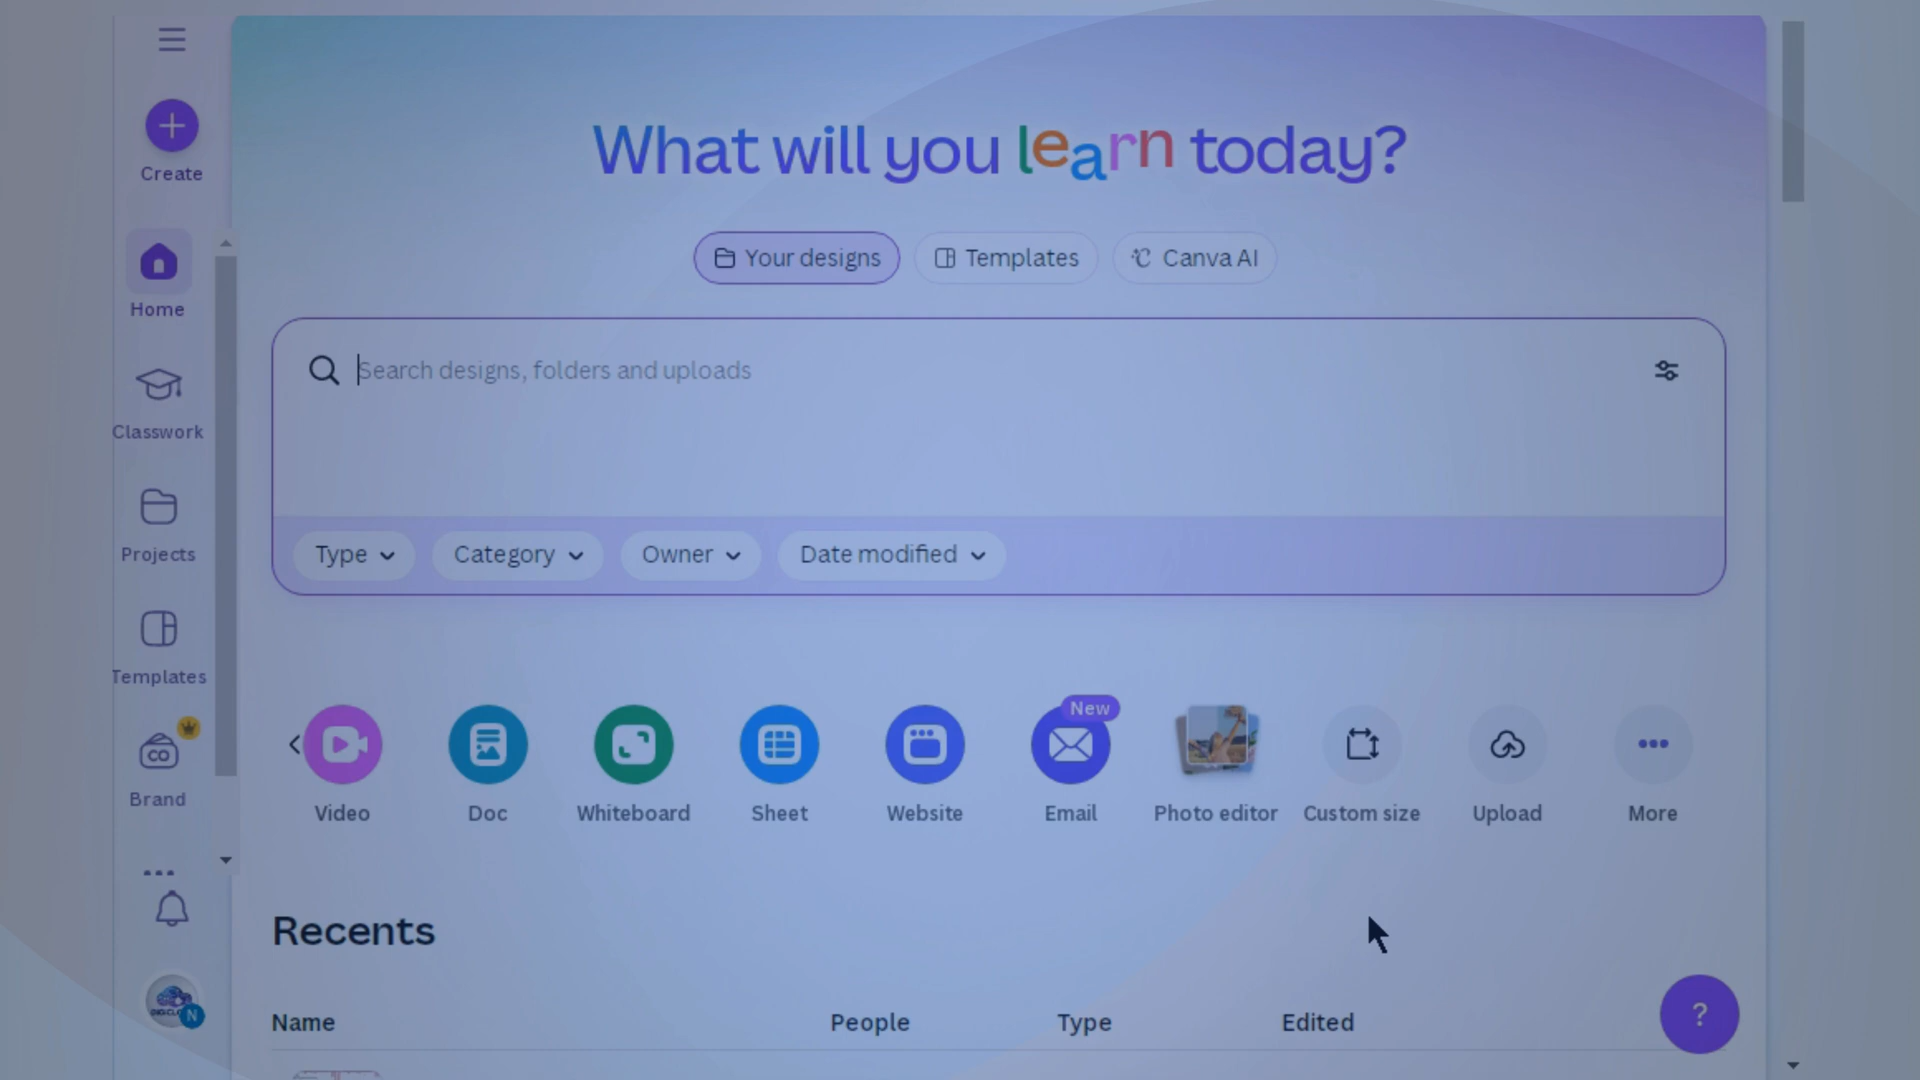 Create
Home
Classwork
Projects
Templates
CO
Brand
N
What will you learn today?
Your designs
Templates
Canva AI
Search designs, folders and uploads
Type
Category
Owner
Date modified
New
Video
Doc
Whiteboard
Sheet
Website
Email
Photo editor
Custom size
Upload
More
Recents
Name
People
Type
Edited
?